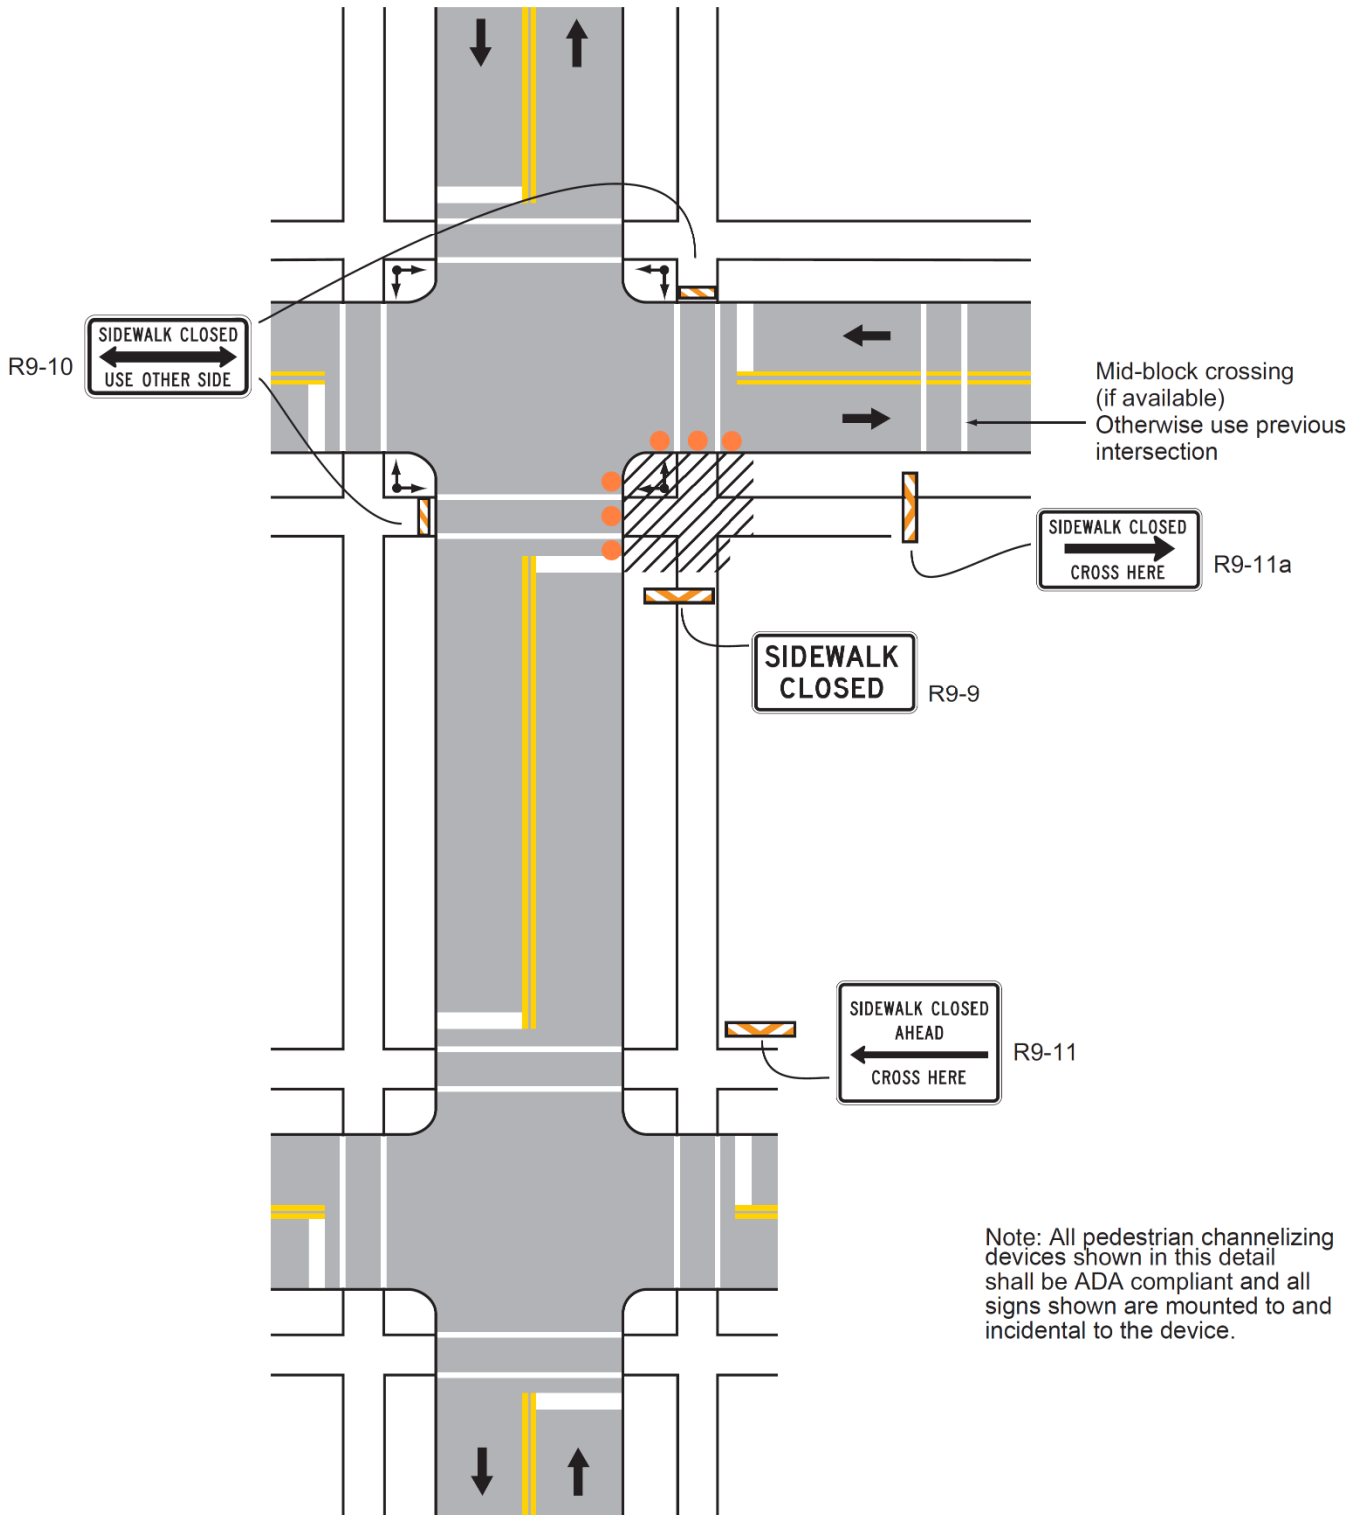 R9-10
SIDEWALK CLOSED
USE OTHER SIDE
Mid-block crossing
(if available)
Otherwise use previous
intersection
SIDEWALK CLOSED
CROSS HERE
R9-11a
SIDEWALK
CLOSED
R9-9
SIDEWALK CLOSED
AHEAD
CROSS HERE
R9-11
Note: All pedestrian channelizing
devices shown in this detail
shall be ADA compliant and all
signs shown are mounted to and
incidental to the device.